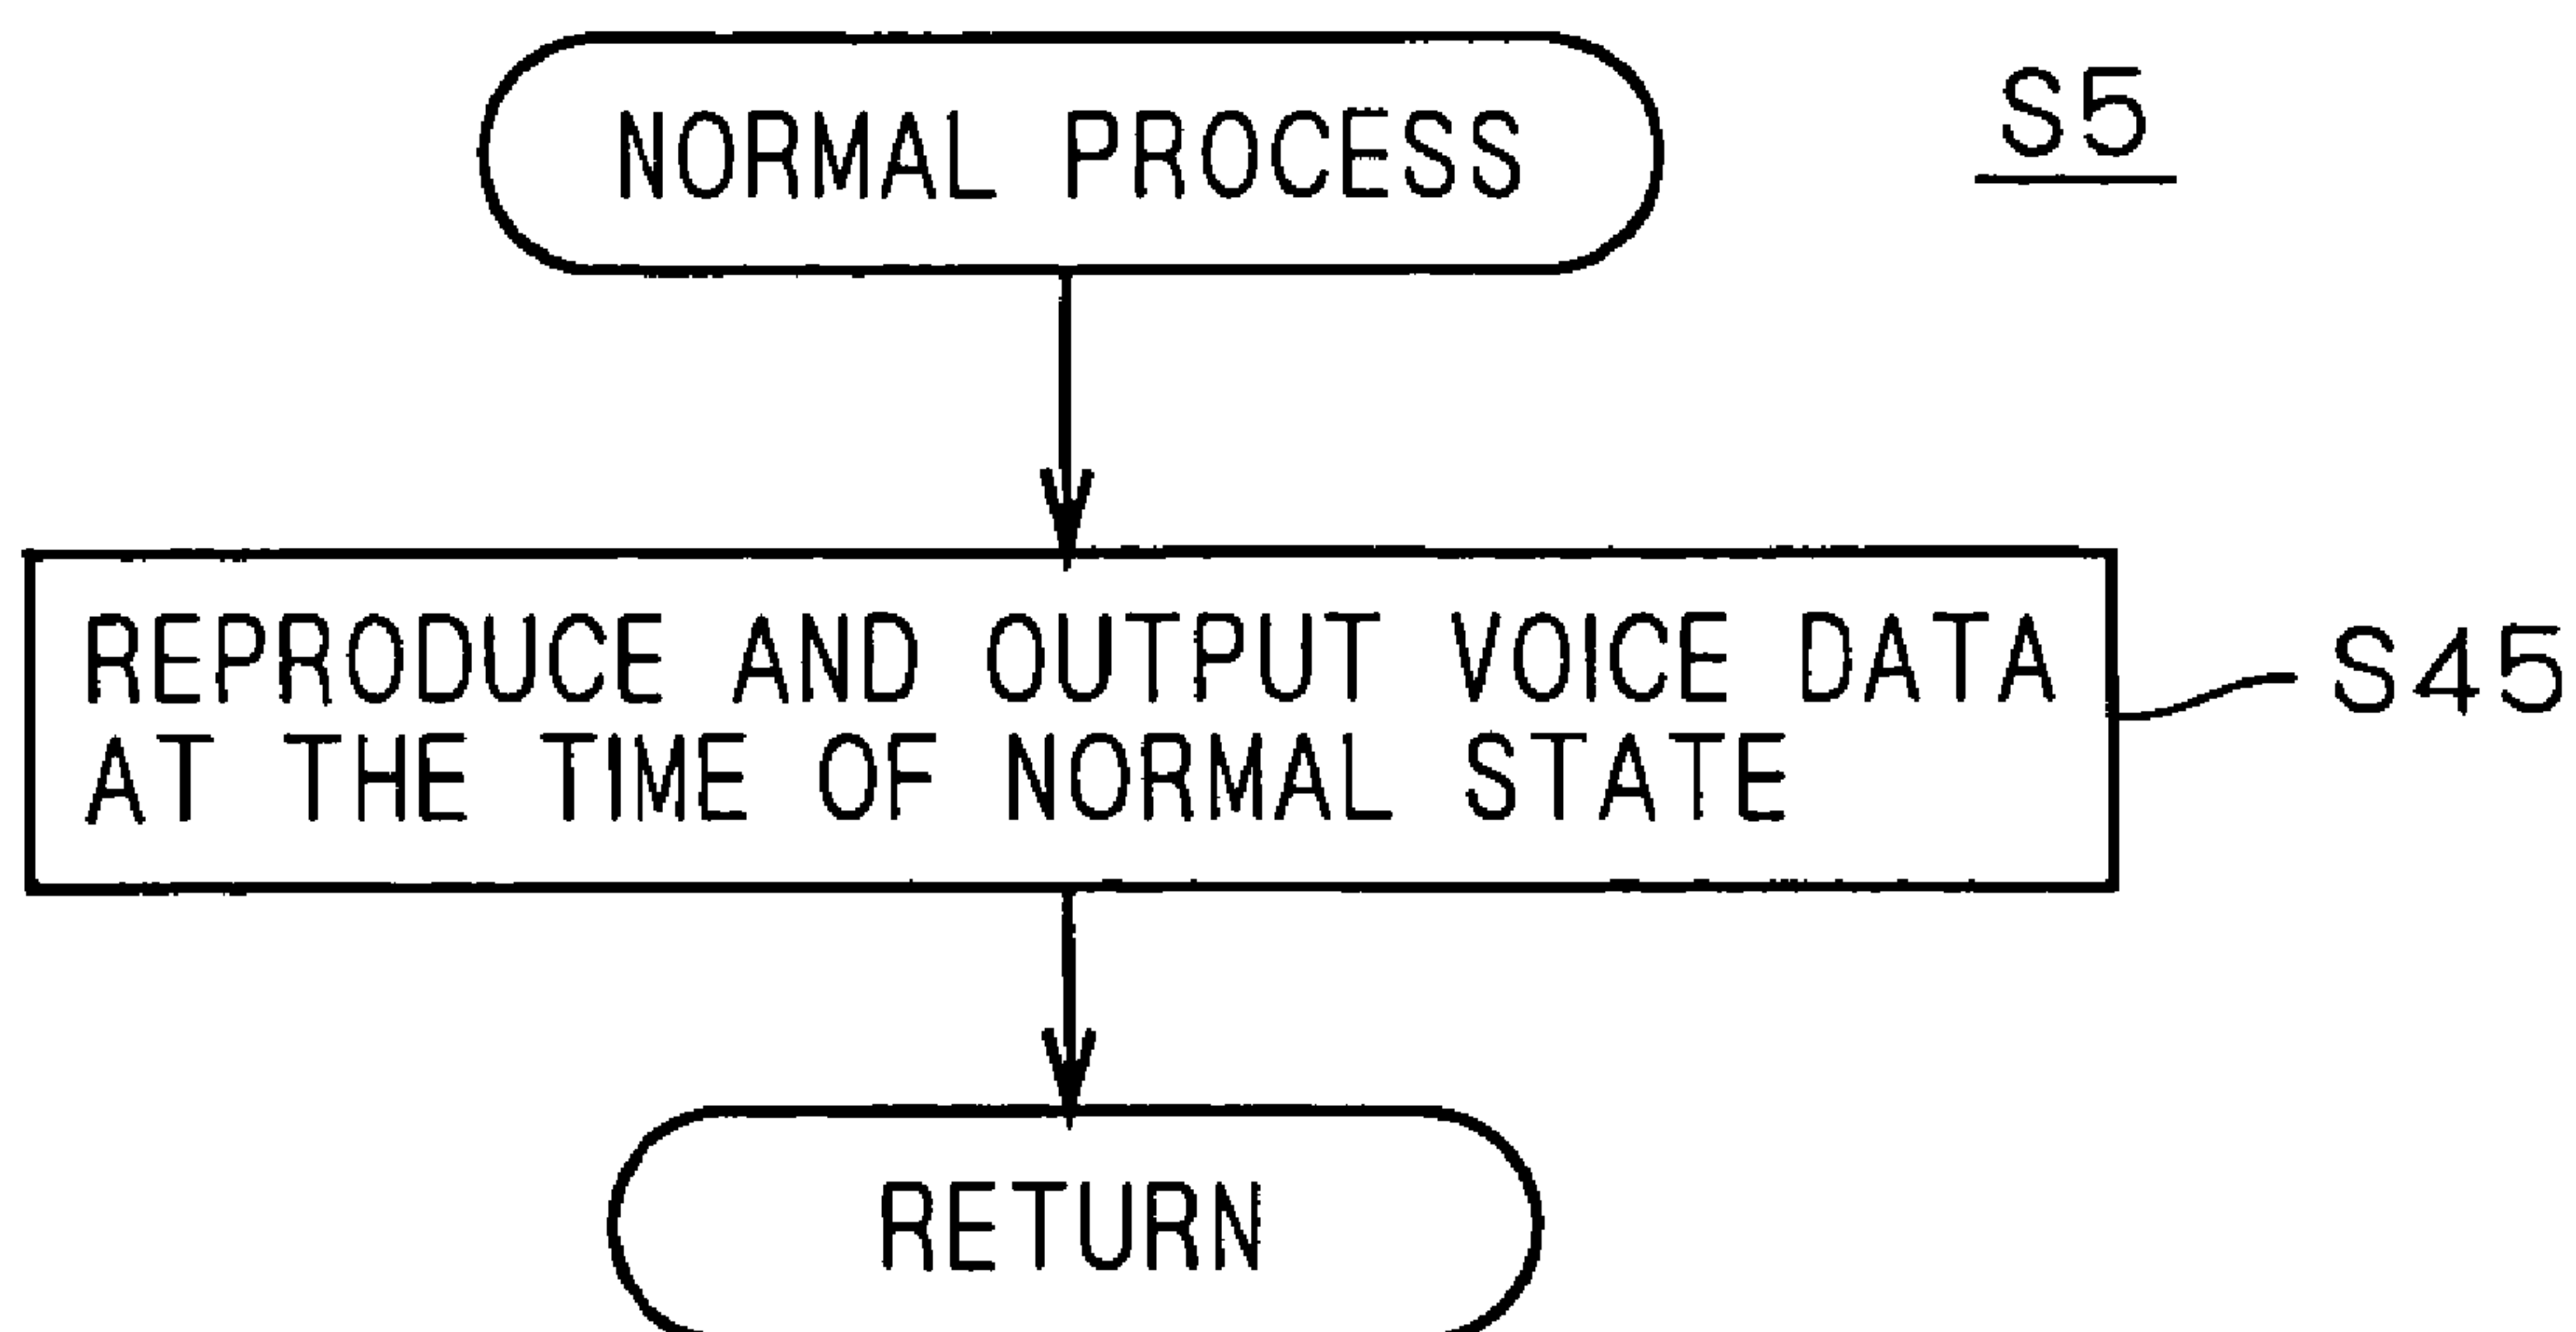 NORMAL PROCESS
S5
REPRODUCE AND OUTPUT VOICE DATA
AT THE TIME OF NORMAL STATE
S45
RETURN